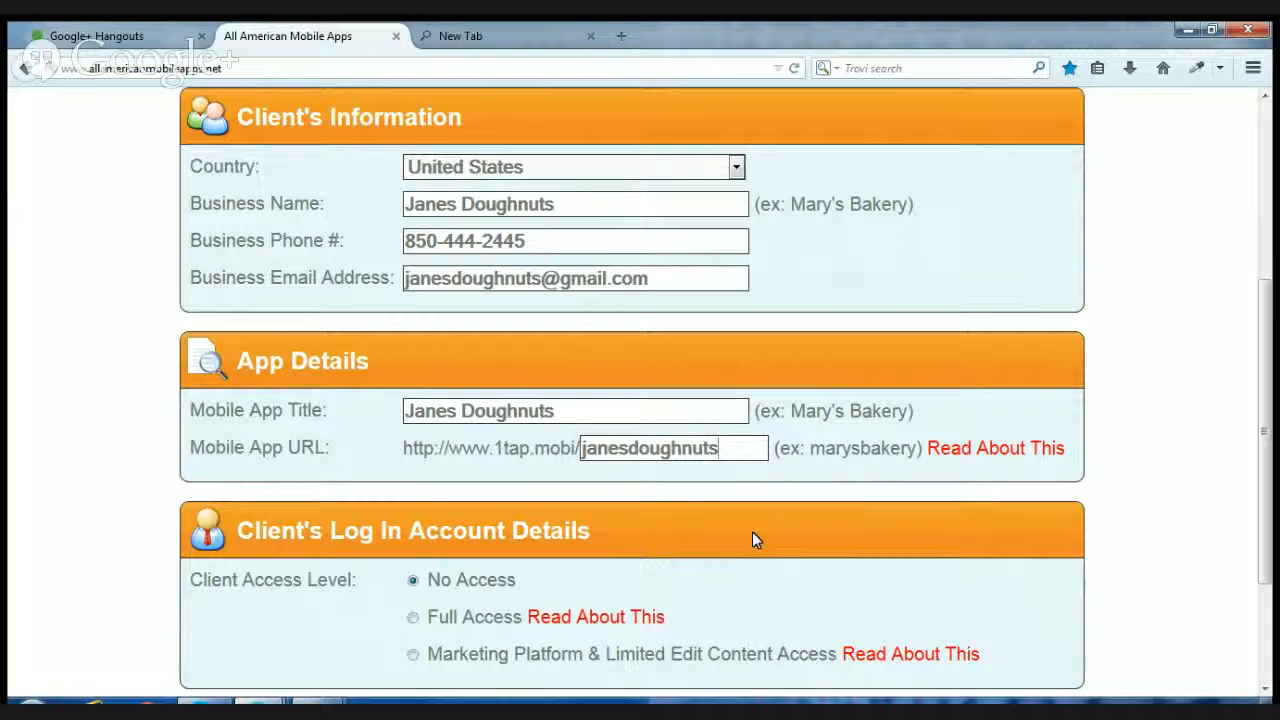 Google+ Hangouts
All American Mobile Apps
New Tab
Google+
www.allamericanmobileapps.net
Trovi search
Client's Information
Country: United States
Business Name: Janes Doughnuts (ex: Mary's Bakery)
Business Phone #: 850-444-2445
Business Email Address: janesdoughnuts@gmail.com
App Details
Mobile App Title: Janes Doughnuts (ex: Mary's Bakery)
Mobile App URL: http://www.1tap.mobi/janesdoughnuts (ex: marysbakery) Read About This
Client's Log In Account Details
Client Access Level: No Access
Full Access Read About This
Marketing Platform & Limited Edit Content Access Read About This